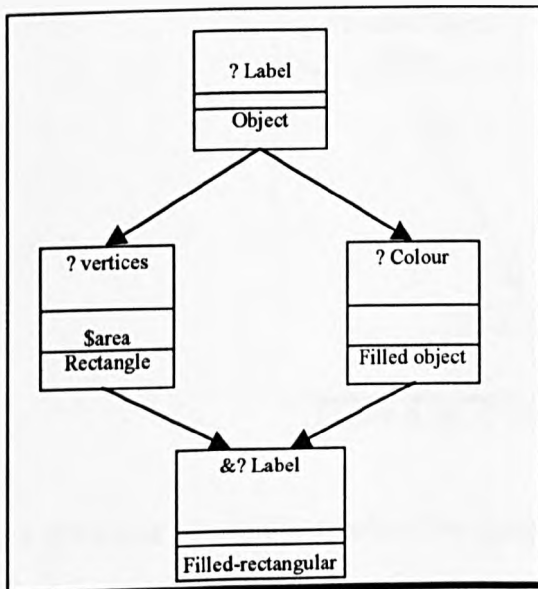 ? Label
Object
? vertices
$area
Rectangle
? Colour
Filled object
&? Label
Filled-rectangular